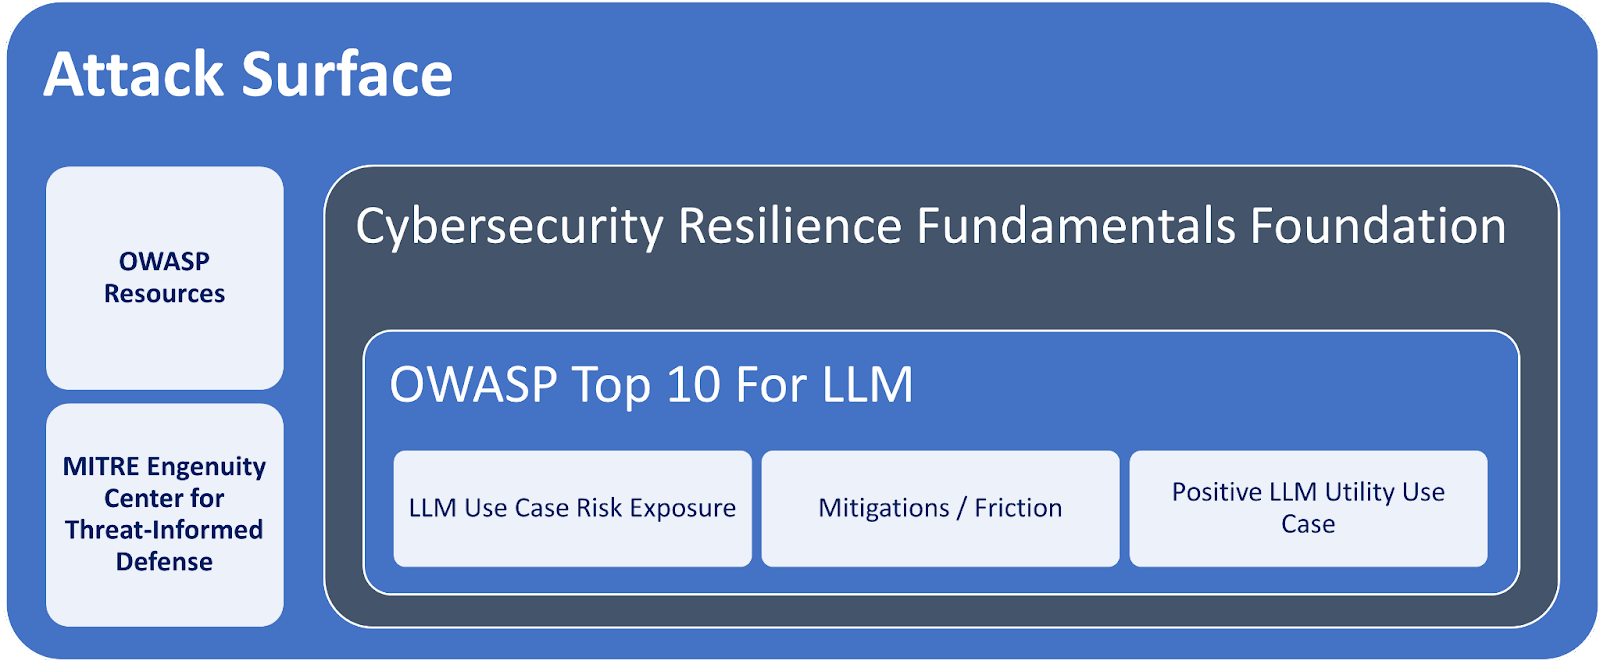 Attack Surface
OWASP
Resources
MITRE Engenuity
Center for
Threat-Informed
Defense
Cybersecurity Resilience Fundamentals Foundation
OWASP Top 10 For LLM
LLM Use Case Risk Exposure
Mitigations / Friction
Positive LLM Utility Use
Case